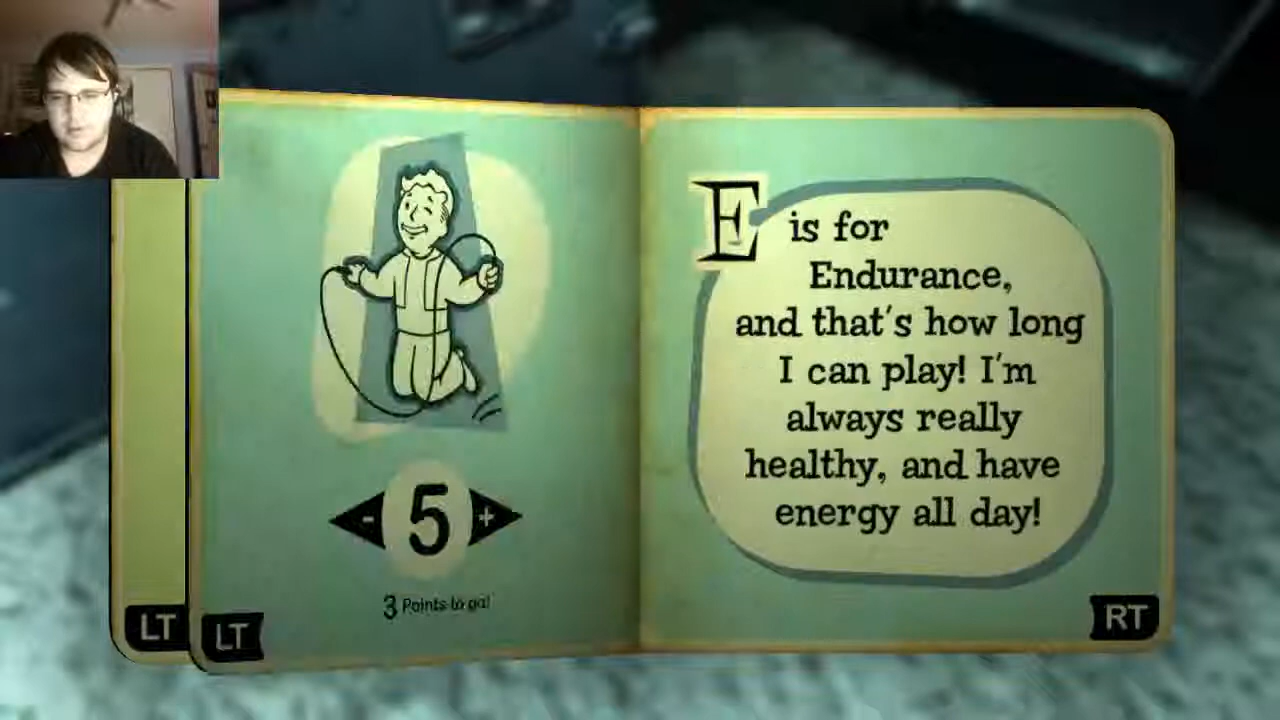 - 5 +
3 Points to go!
LT
LT
E is for
Endurance,
and that's how long
I can play! I'm
always really
healthy, and have
energy all day!
RT